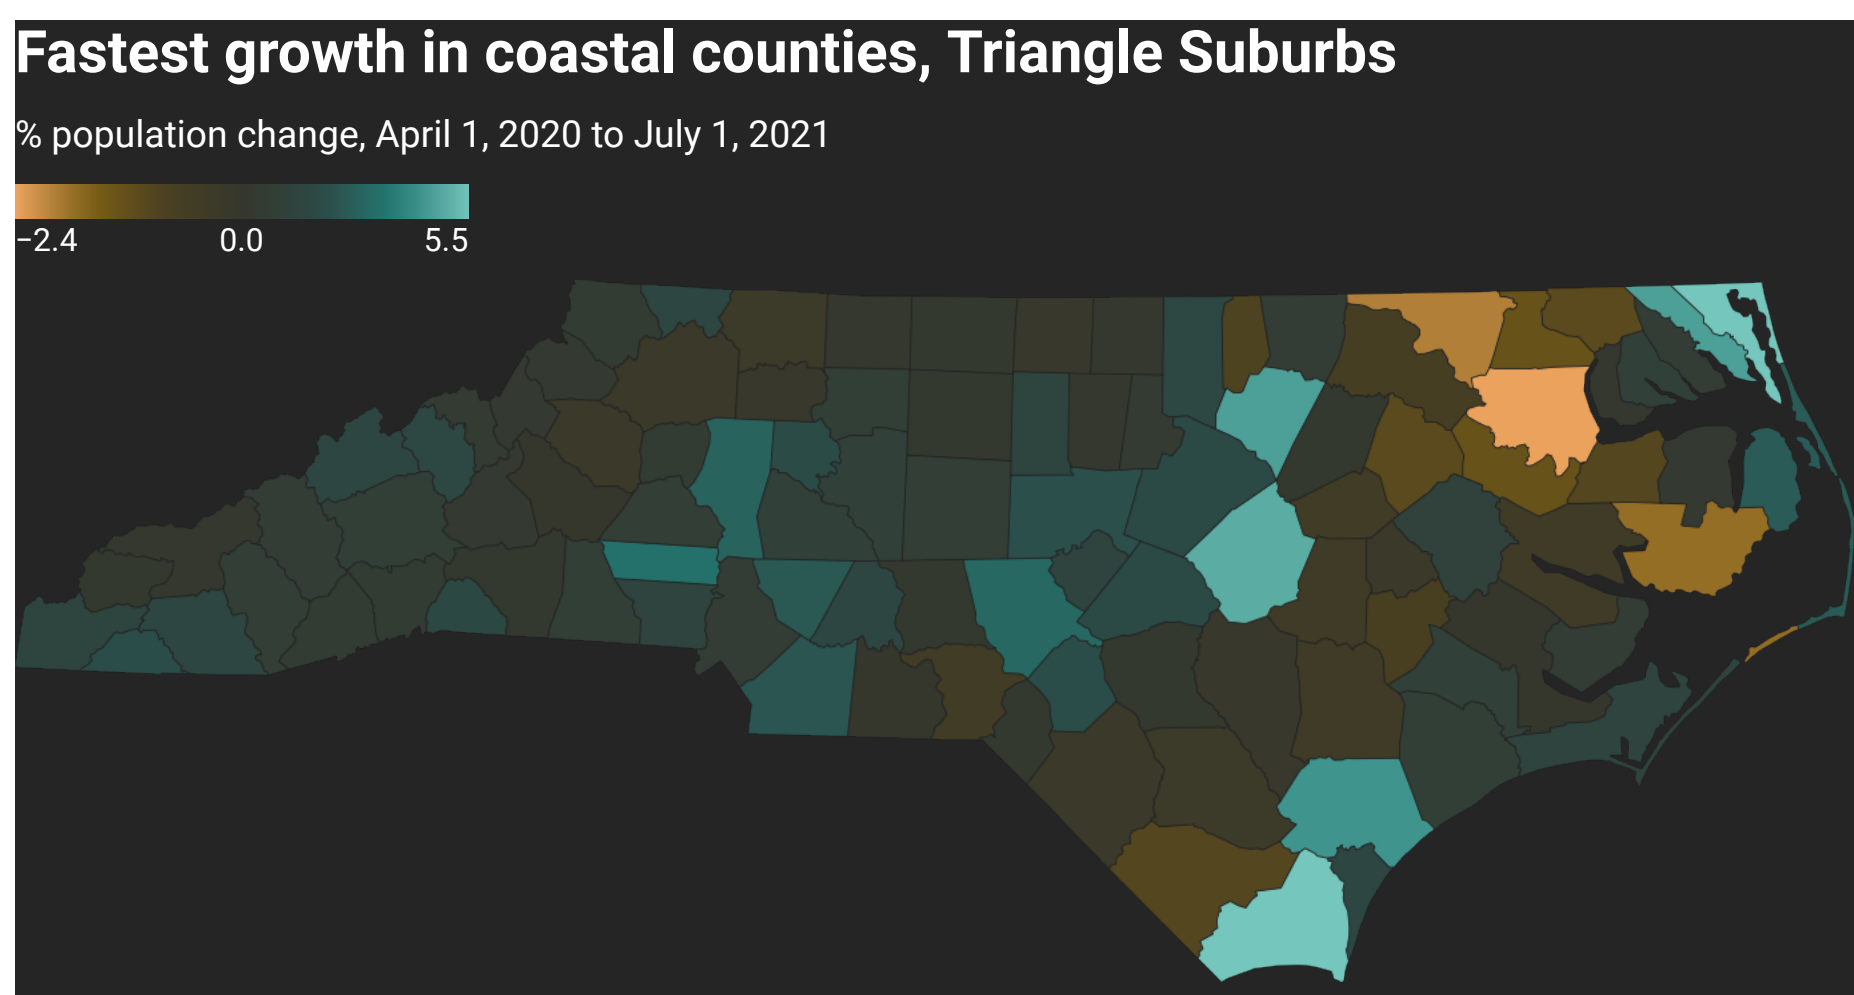 Fastest growth in coastal counties, Triangle Suburbs
% population change, April 1, 2020 to July 1, 2021
−2.4 0.0 5.5